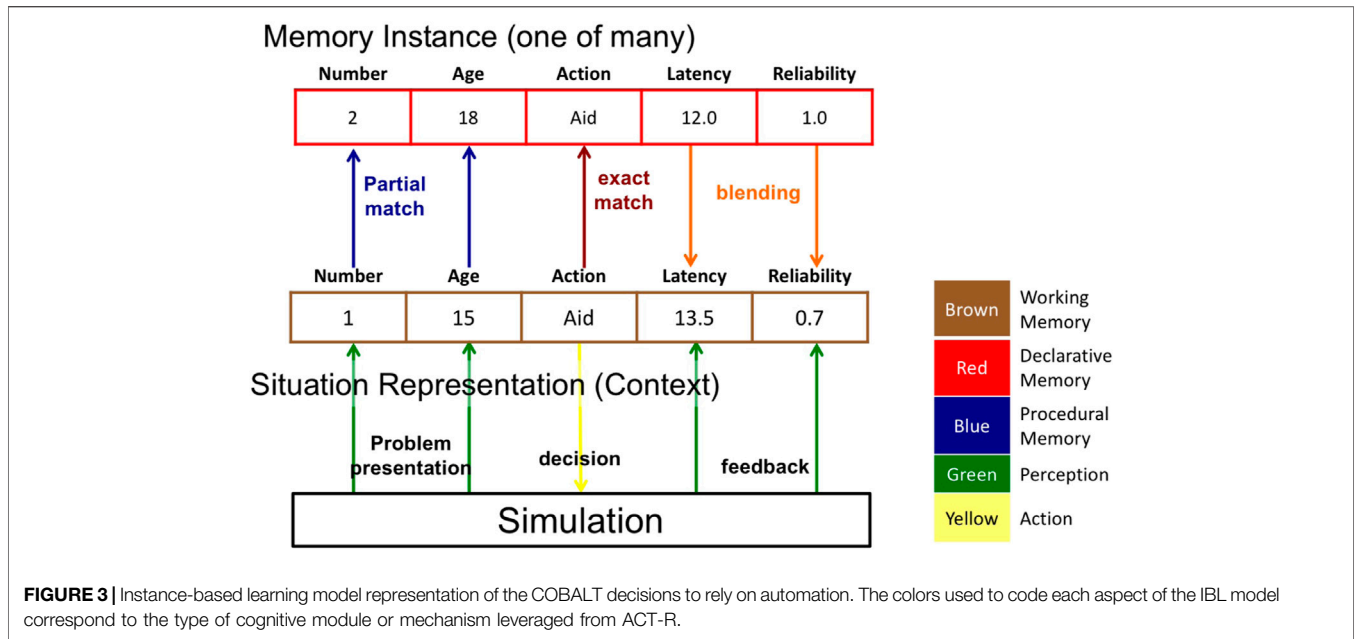 Memory Instance (one of many)
Number Age Action Latency Reliability
2 18 Aid 12.0 1.0
Partial
match
exact
match
blending
Number Age Action Latency Reliability
1 15 Aid 13.5 0.7
Situation Representation (Context)
Problem
presentation
decision
feedback
Simulation
Brown Working
Memory
Red Declarative
Memory
Blue Procedural
Memory
Green Perception
Yellow Action
FIGURE 3 | Instance-based learning model representation of the COBALT decisions to rely on automation. The colors used to code each aspect of the IBL model
correspond to the type of cognitive module or mechanism leveraged from ACT-R.